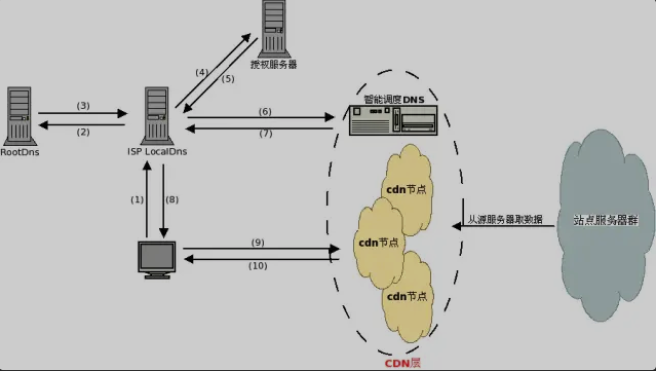 (4)
(5)
授权服务器
智能调度DNS
(3)
(2)
(6)
(7)
RootDns
ISP LocalDns
cdn节点
(1)
(8)
从源服务器取数据
站点服务器群
cdn节点
(9)
(10)
cdn节点
CDN层